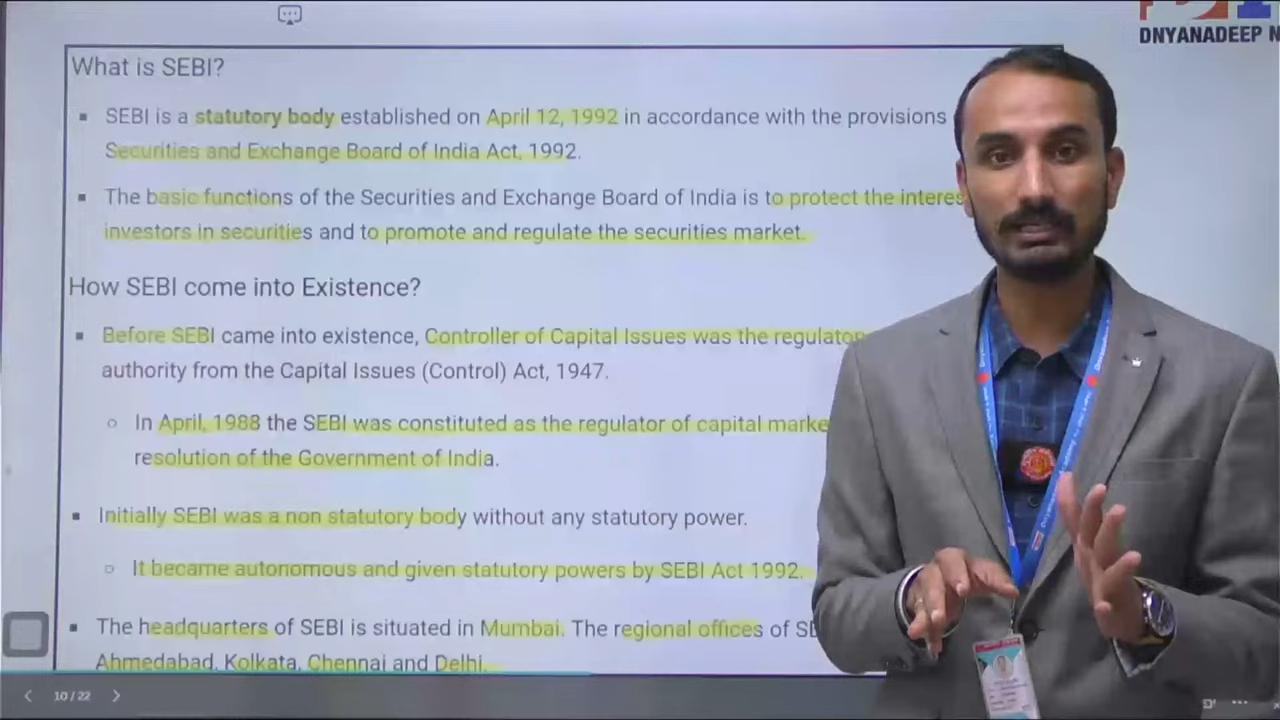 DNYANADEEP
What is SEBI?
SEBI is a statutory body established on April 12, 1992 in accordance with the provisions
Securities and Exchange Board of India Act, 1992.
The basic functions of the Securities and Exchange Board of India is to protect the interes
investors in securities and to promote and regulate the securities market.
How SEBI come into Existence?
Before SEBI came into existence, Controller of Capital Issues was the regulator
authority from the Capital Issues (Control) Act, 1947.
In April, 1988 the SEBI was constituted as the regulator of capital marke
resolution of the Government of India.
Initially SEBI was a non statutory body without any statutory power.
It became autonomous and given statutory powers by SEBI Act 1992.
The headquarters of SEBI is situated in Mumbai. The regional offices of SE
Ahmedabad, Kolkata, Chennai and Delhi.
10 / 22